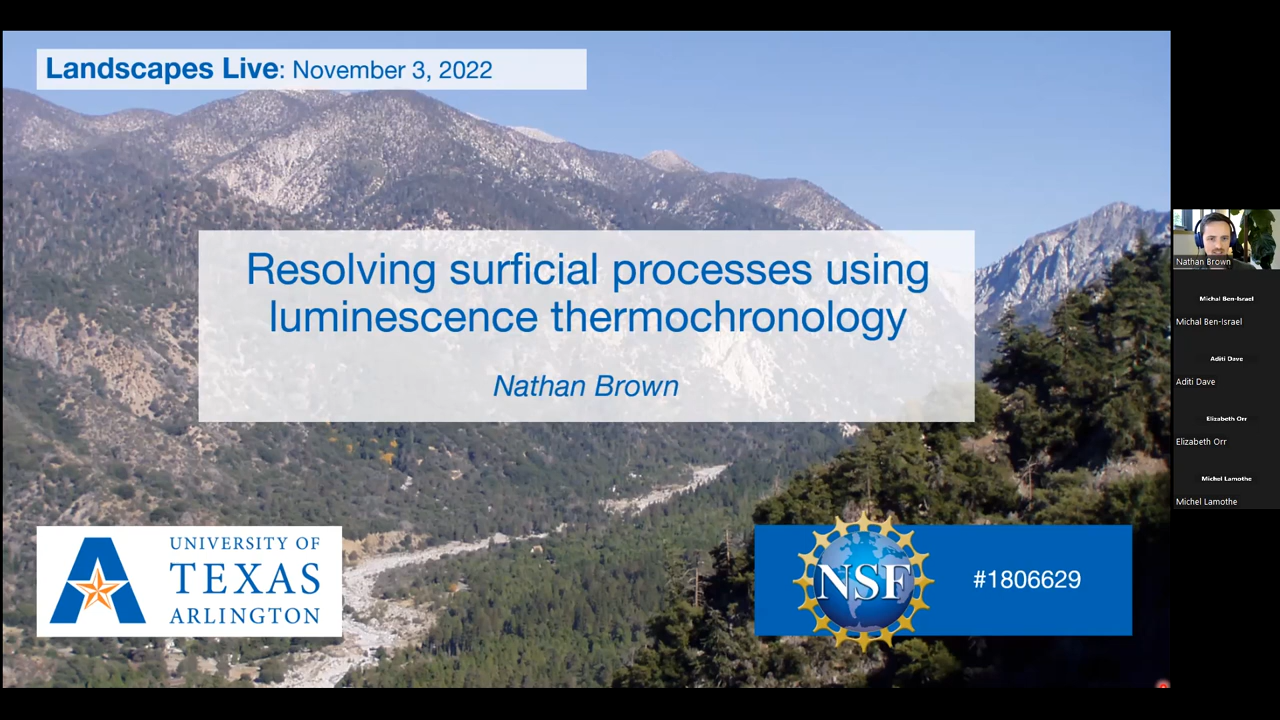 Landscapes Live: November 3, 2022
Resolving surficial processes using
luminescence thermochronology
Nathan Brown
UNIVERSITY OF
TEXAS
ARLINGTON
NSF
#1806629
Nathan Brown
Michal Ben-Israel
Michal Ben-Israel
Aditi Dave
Aditi Dave
Elizabeth Orr
Elizabeth Orr
Michel Lamothe
Michel Lamothe